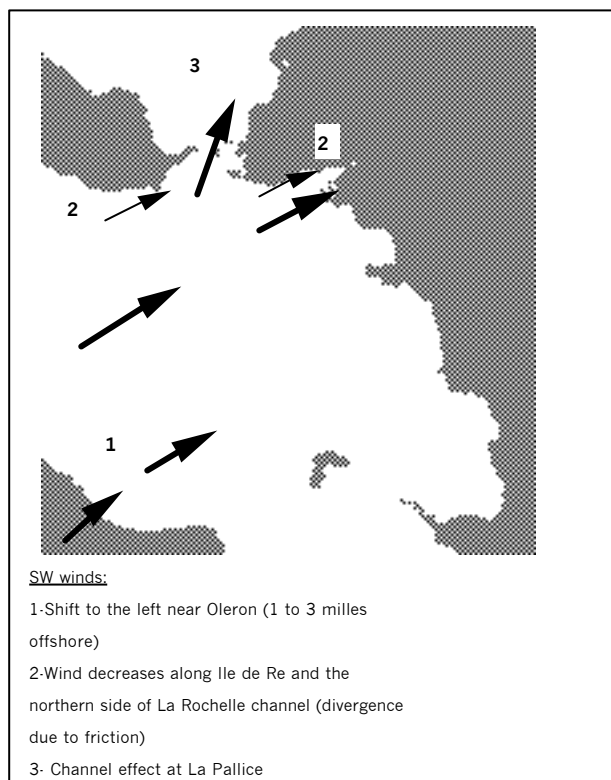 3
2
2
1
SW winds:
1-Shift to the left near Oleron (1 to 3 milles
offshore)
2-Wind decreases along Ile de Re and the
northern side of La Rochelle channel (divergence
due to friction)
3- Channel effect at La Pallice